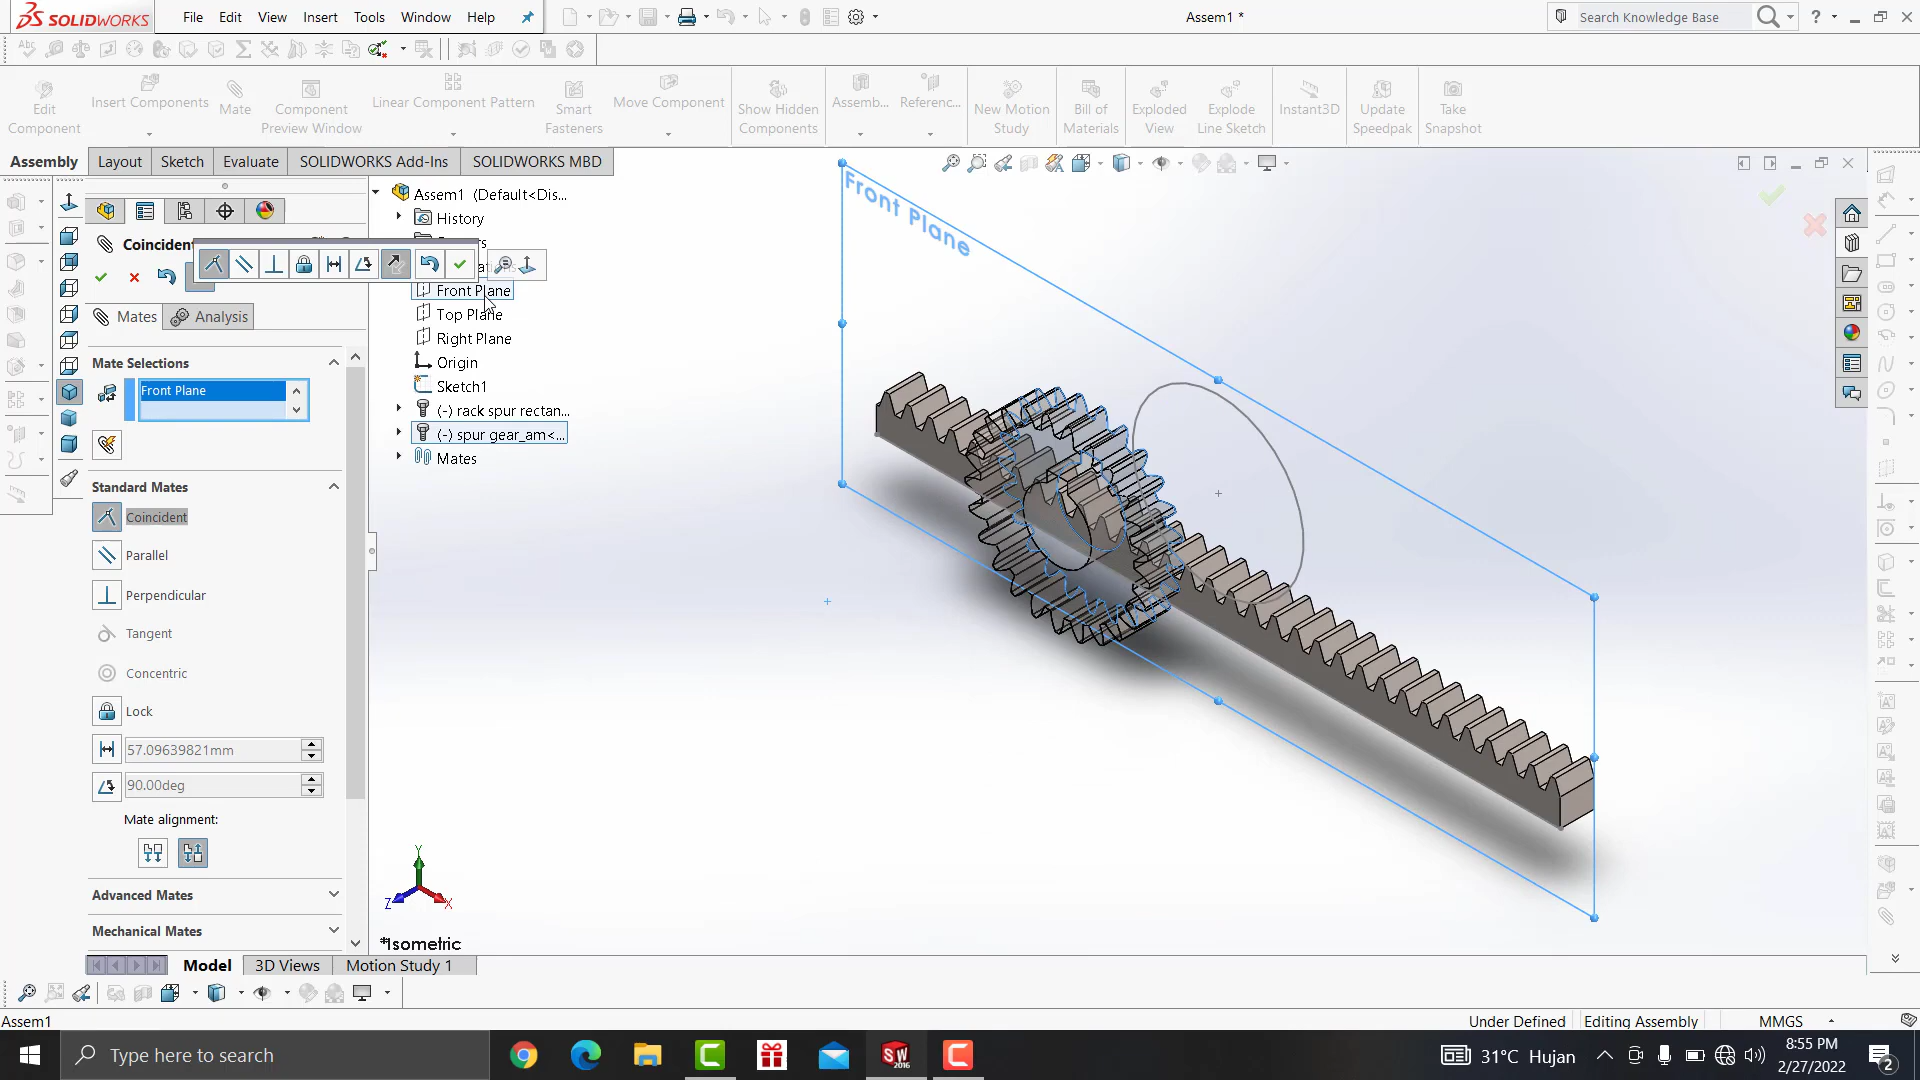 SOLIDWORKS File Edit View Insert Tools Window Help Assem1 * Search Knowledge Base ?
Edit Component Insert Components Mate Component Preview Window Linear Component Pattern Smart Fasteners Move Component Show Hidden Components Assemb... Referenc... New Motion Study Bill of Materials Exploded View Explode Line Sketch Instant3D Update Speedpak Take Snapshot
Assembly Layout Sketch Evaluate SOLIDWORKS Add-Ins SOLIDWORKS MBD
Assem1 (Default<Dis...
History
Coincident
Front Plane
Top Plane
Right Plane
Origin
Sketch1
(-) rack spur rectan...
(-) spur gear_am<...
Mates
Mates Analysis
Mate Selections
Front Plane
Standard Mates
Coincident
Parallel
Perpendicular
Tangent
Concentric
Lock
57.09639821mm
90.00deg
Mate alignment:
Advanced Mates
Mechanical Mates
Front Plane
Y
Z
X
*Isometric
Model 3D Views Motion Study 1
Assem1 Under Defined Editing Assembly MMGS
Type here to search
SW
2016
31°C Hujan
8:55 PM
2/27/2022
2